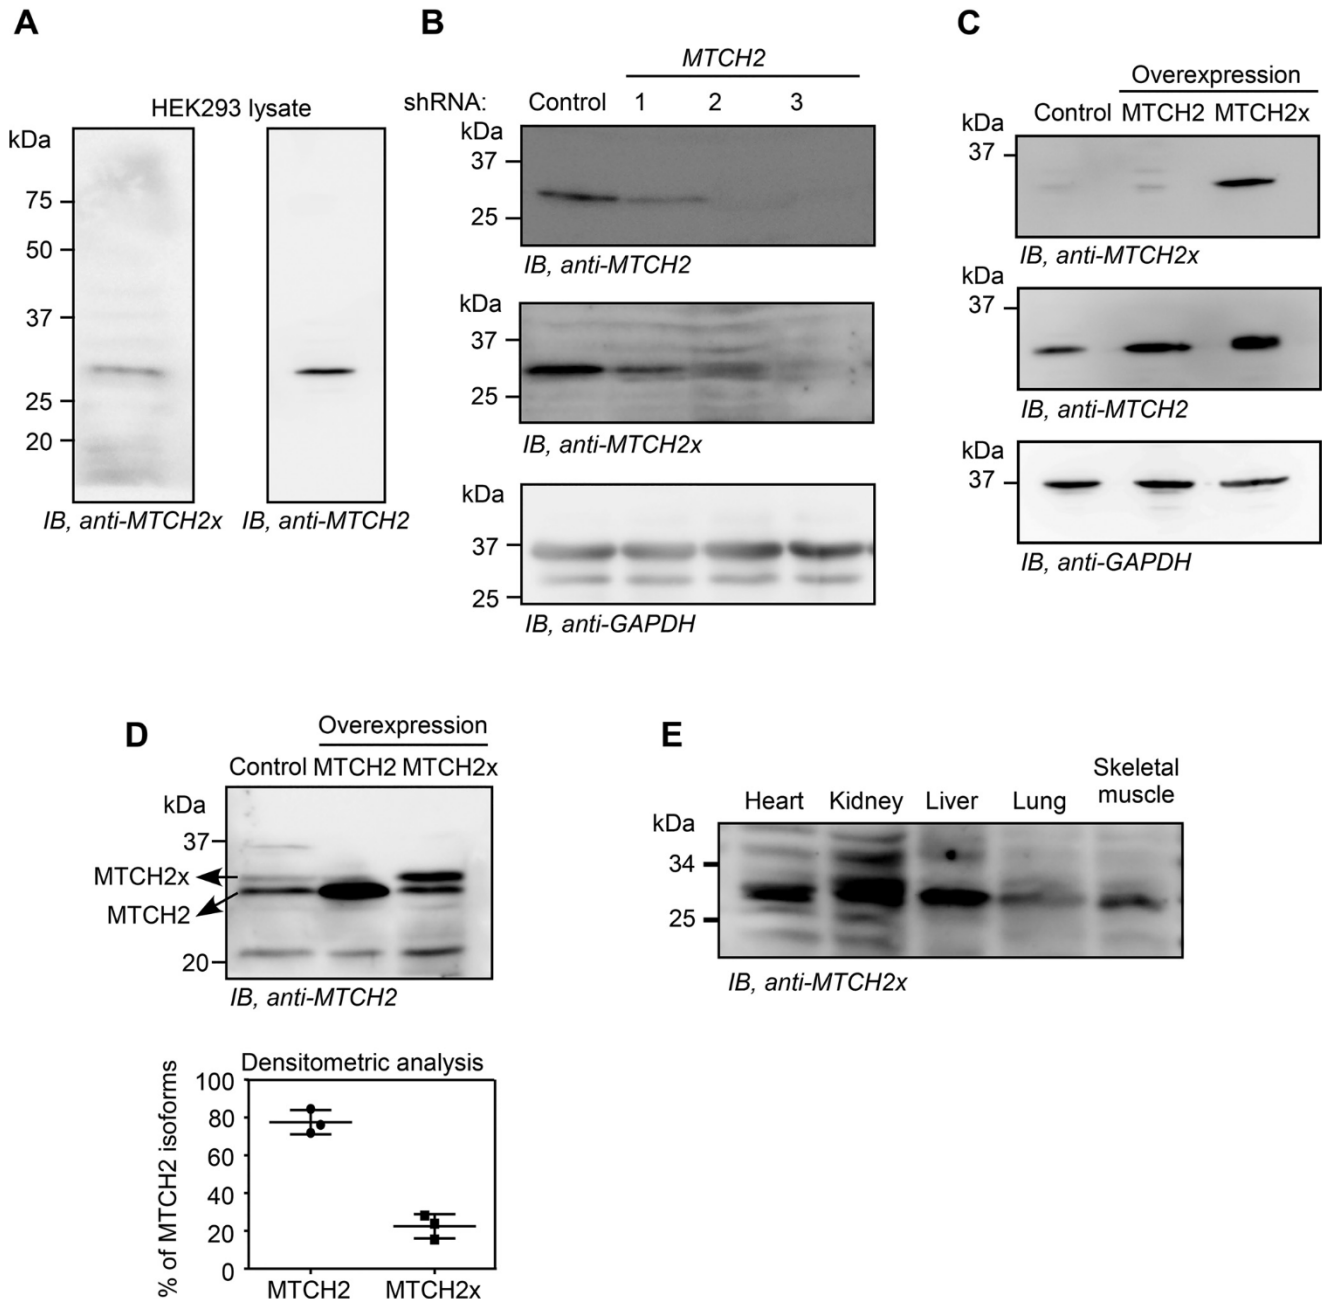 A
HEK293 lysate
kDa
75
50
37
25
20
IB, anti-MTCH2x
IB, anti-MTCH2
B
MTCH2
shRNA: Control 1 2 3
kDa
37
25
IB, anti-MTCH2
kDa
37
25
IB, anti-MTCH2x
kDa
37
25
IB, anti-GAPDH
C
Overexpression
Control MTCH2 MTCH2x
kDa
37
IB, anti-MTCH2x
kDa
37
IB, anti-MTCH2
kDa
37
IB, anti-GAPDH
D
Overexpression
Control MTCH2 MTCH2x
kDa
37
MTCH2x
MTCH2
20
IB, anti-MTCH2
Densitometric analysis
% of MTCH2 isoforms
100
80
60
40
20
0
MTCH2 MTCH2x
E
Heart Kidney Liver Lung Skeletal
muscle
kDa
34
25
IB, anti-MTCH2x